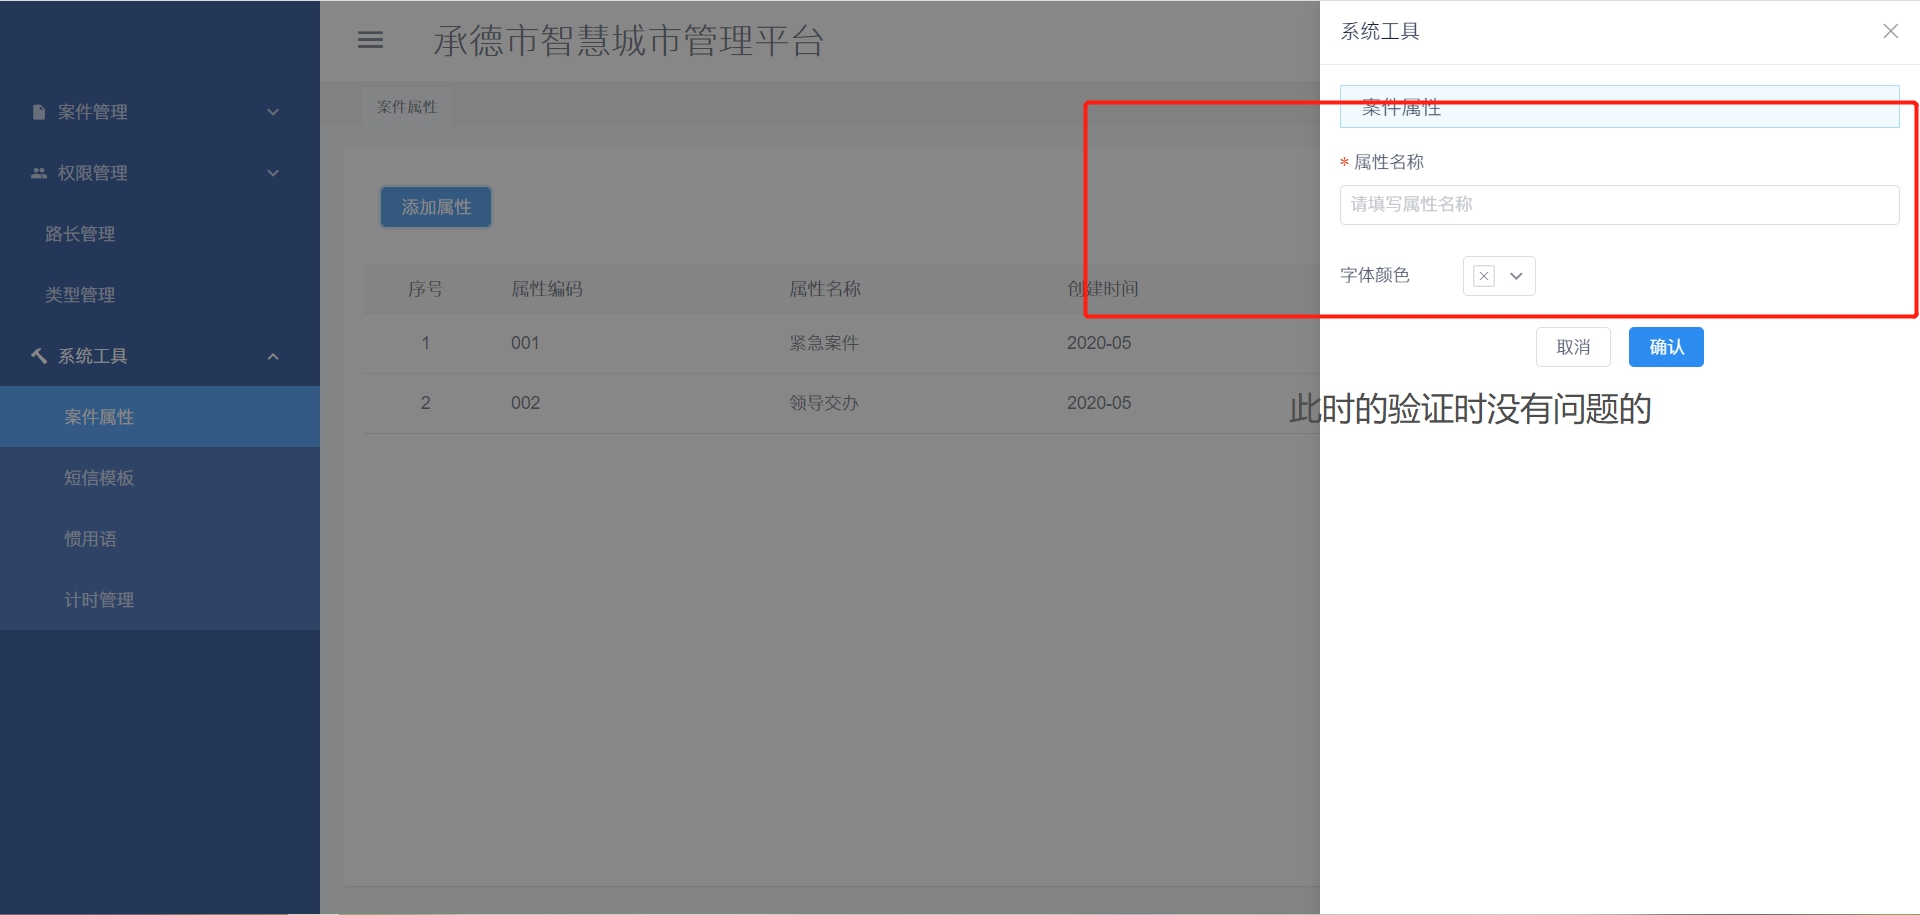 承德市智慧城市管理平台
案件管理
权限管理
路长管理
类型管理
系统工具
案件属性
短信模板
惯用语
计时管理
案件属性
添加属性
序号 属性编码 属性名称 创建时间
1 001 紧急案件 2020-05
2 002 领导交办 2020-05
系统工具
案件属性
* 属性名称
请填写属性名称
字体颜色
取消 确认
此时的验证时没有问题的